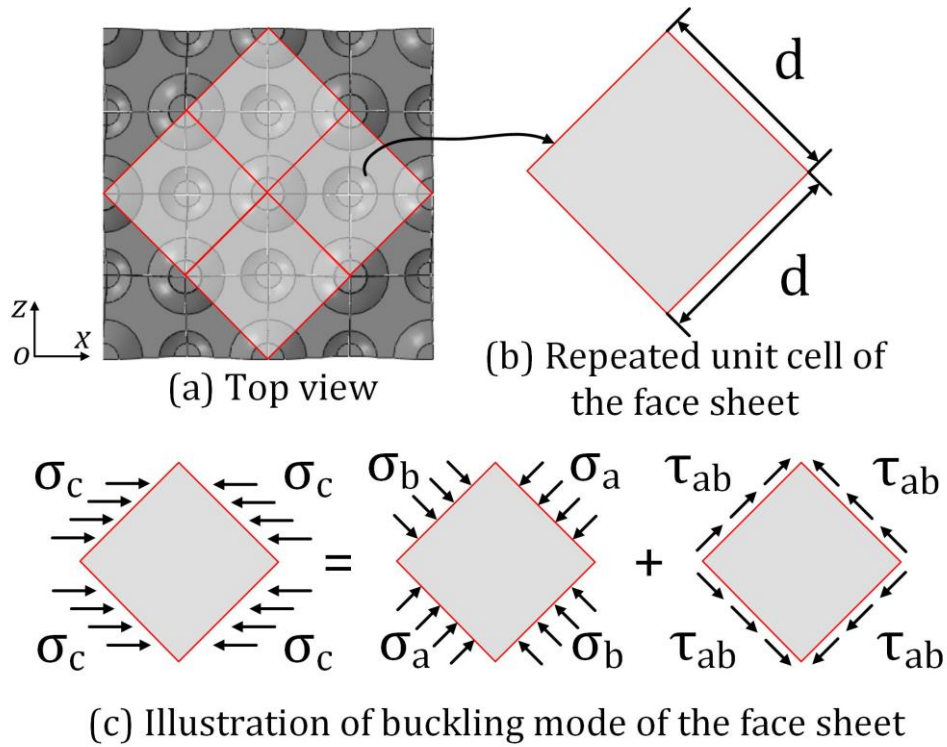 z
o x
(a) Top view
d
d
(b) Repeated unit cell of
the face sheet
σc σc σb σa τab τab
= +
σc σc σa σb τab τab
(c) Illustration of buckling mode of the face sheet